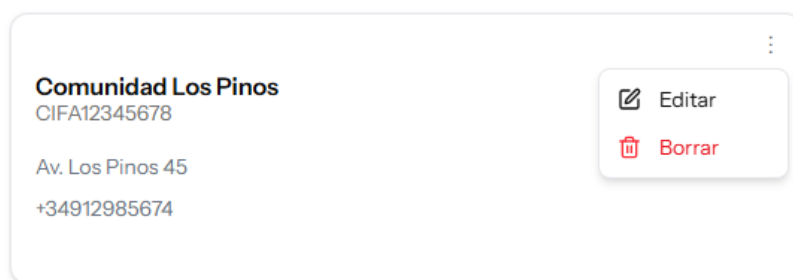 Comunidad Los Pinos
CIFA12345678
Av. Los Pinos 45
+34912985674
Editar
Borrar